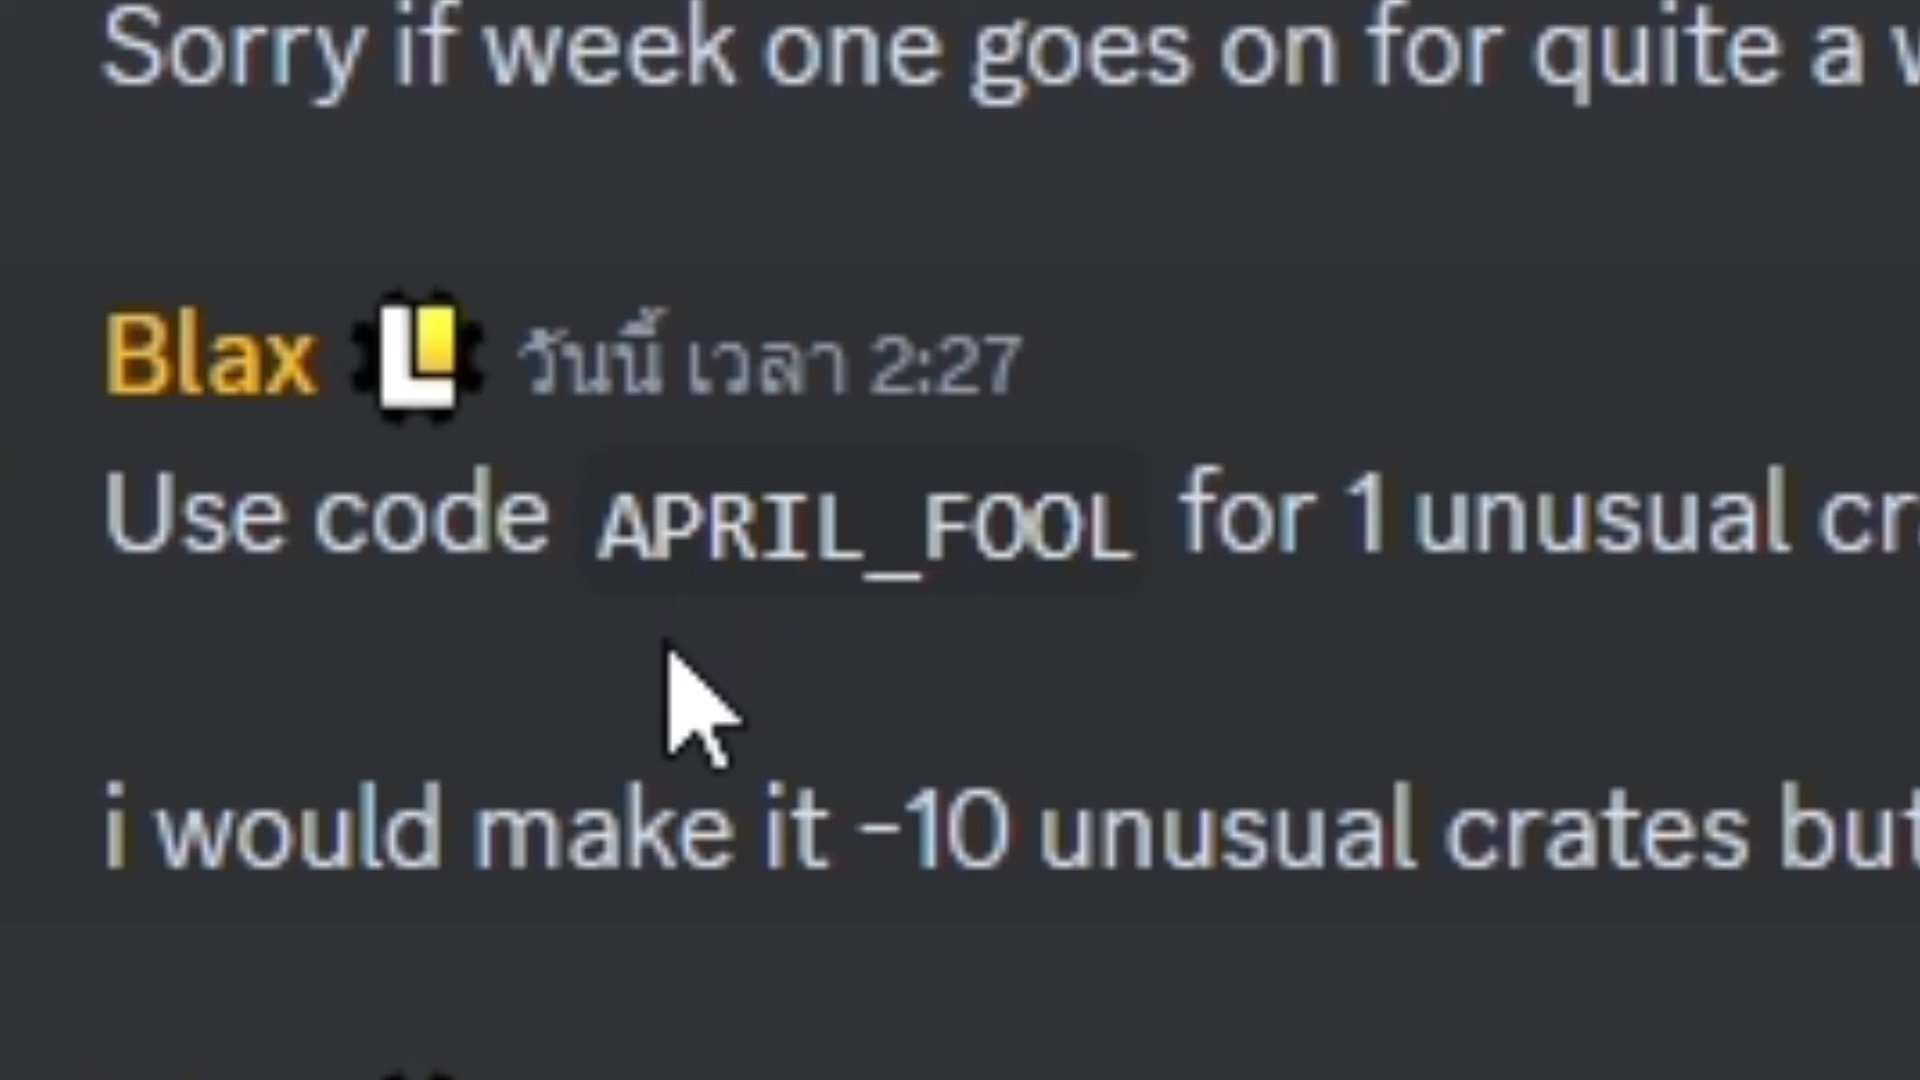 Sorry if week one goes on for quite a
Blax วันนี้ เวลา 2:27
Use code APRIL_FOOL for 1 unusual
i would make it -10 unusual crates but